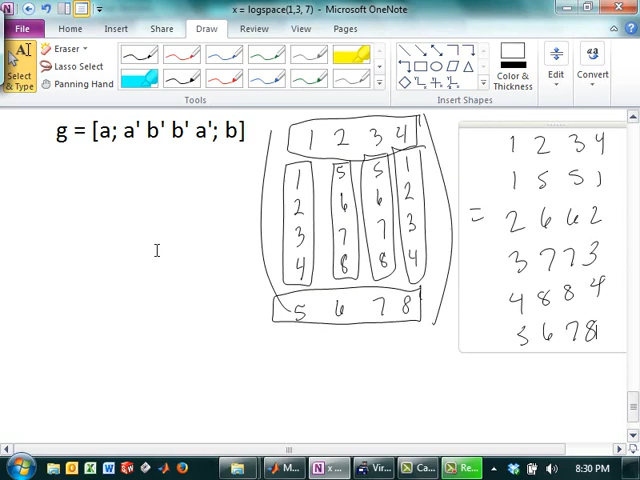 x = logspace(1,3, 7) - Microsoft OneNote
File Home Insert Share Draw Review View Pages
Select & Type
Eraser
Lasso Select
Panning Hand
Color & Thickness
Edit
Convert
Tools
Insert Shapes
g = [a; a' b' b' a'; b]
1 2 3 4
1 5 5 1
2 6 6 2
3 7 7 3
4 8 8 4
5 6 7 8
1 2 3 4
1 5 5 1
= 2 6 6 2
3 7 7 3
4 8 8 4
5 6 7 8
x ... M... Vir... Ca... Re...
8:30 PM